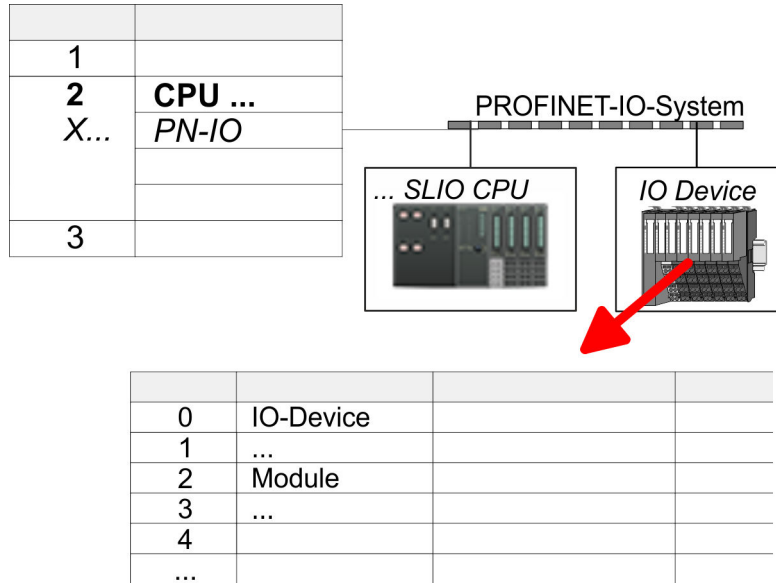 1
2 CPU ...
X... PN-IO
3
PROFINET-IO-System
... SLIO CPU
IO Device
0 IO-Device
1 ...
2 Module
3 ...
4
...